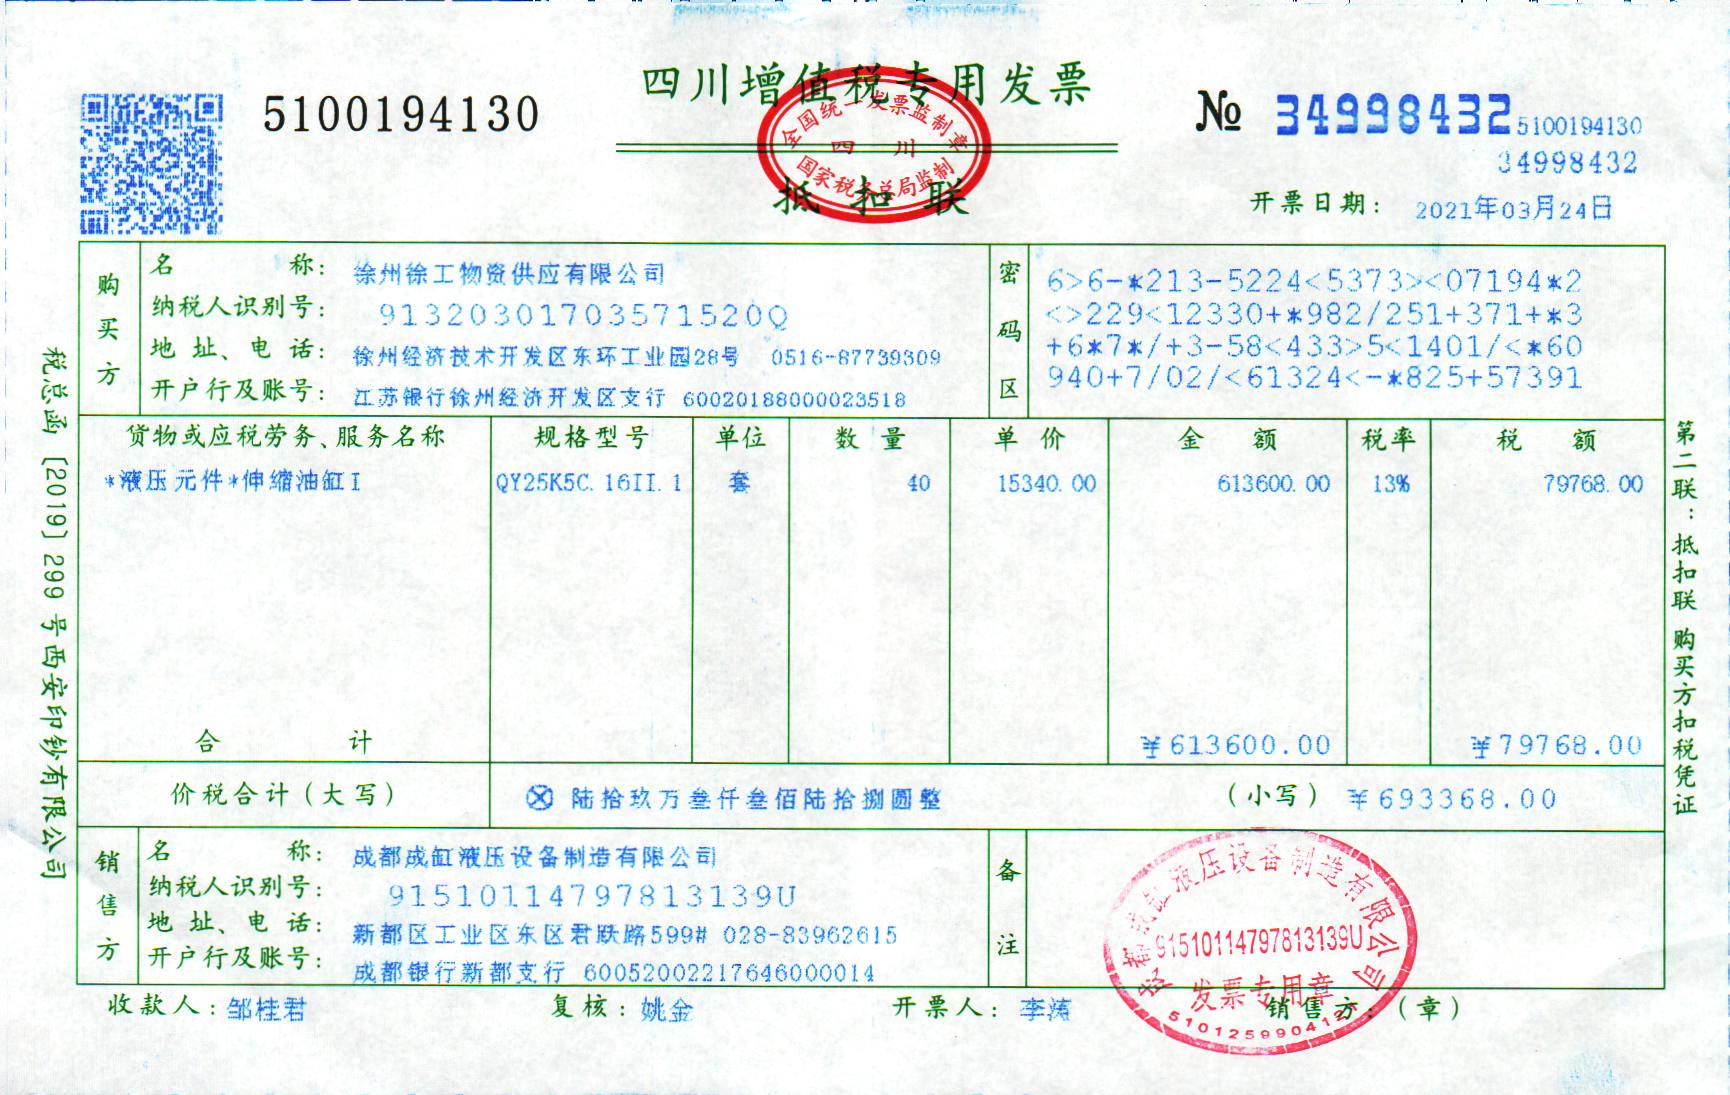 四川增值税专用发票
5100194130
№ 34998432
5100194130
34998432
全国统一发票监制章
四 川
国家税务总局监制
抵 扣 联
开票日期: 2021年03月24日
购买方
名 称: 徐州徐工物资供应有限公司
纳税人识别号: 91320301703571520Q
地 址、电 话: 徐州经济技术开发区东环工业园28号 0516-87739309
开户行及账号: 江苏银行徐州经济开发区支行 60020188000023518
密码区
6>6-*213-5224<5373><07194*2
<>229<12330+*982/251+371+*3
+6*7*/+3-58<433>5<1401/<*60
940+7/02/<61324<-*825+57391
货物或应税劳务、服务名称 规格型号 单位 数 量 单 价 金 额 税率 税 额
*液压元件*伸缩油缸I QY25K5C.16II.1 套 40 15340.00 613600.00 13% 79768.00
合 计 ¥613600.00 ¥79768.00
价税合计(大写) ⊗ 陆拾玖万叁仟叁佰陆拾捌圆整 (小写) ¥693368.00
销售方
名 称: 成都成缸液压设备制造有限公司
纳税人识别号: 91510114797813139U
地 址、电 话: 新都区工业区东区君跃路599# 028-83962615
开户行及账号: 成都银行新都支行 60052002217646000014
备注
成都成缸液压设备制造有限公司
91510114797813139U
发票专用章
收款人: 邹桂君 复核: 姚金 开票人: 李涛 销售方: (章)
税总函〔2019〕299号西安印钞有限公司
第二联:抵扣联 购买方扣税凭证